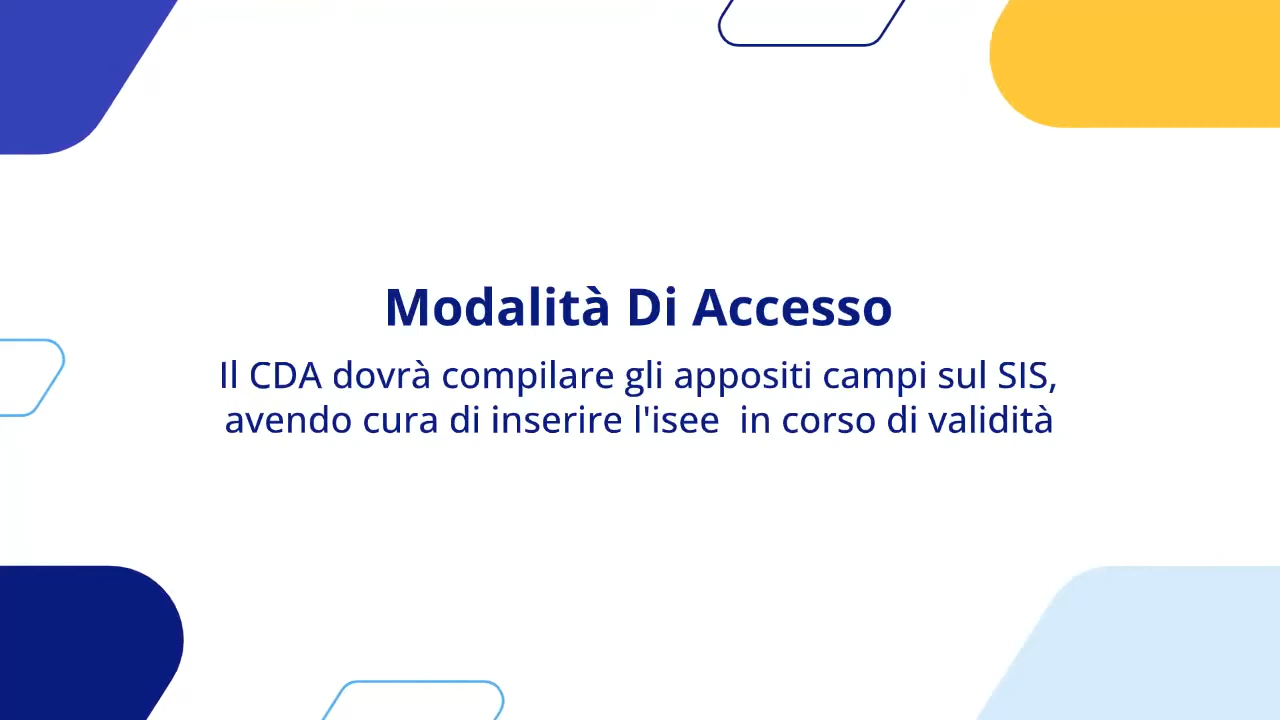 Modalità Di Accesso
Il CDA dovrà compilare gli appositi campi sul SIS,
avendo cura di inserire l'isee  in corso di validità